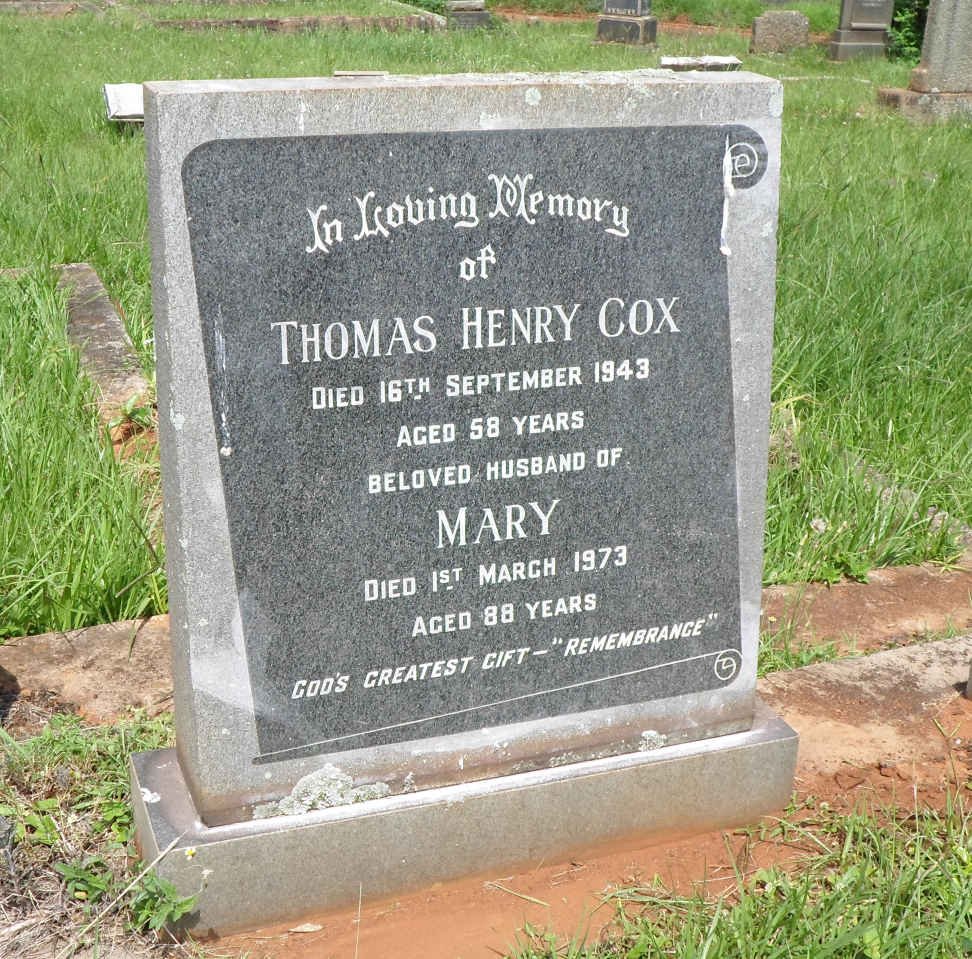 In Loving Memory
of
THOMAS HENRY COX
DIED 16TH SEPTEMBER 1943
AGED 58 YEARS
BELOVED HUSBAND OF
MARY
DIED 1ST MARCH 1973
AGED 88 YEARS
GOD'S GREATEST GIFT – "REMEMBRANCE"